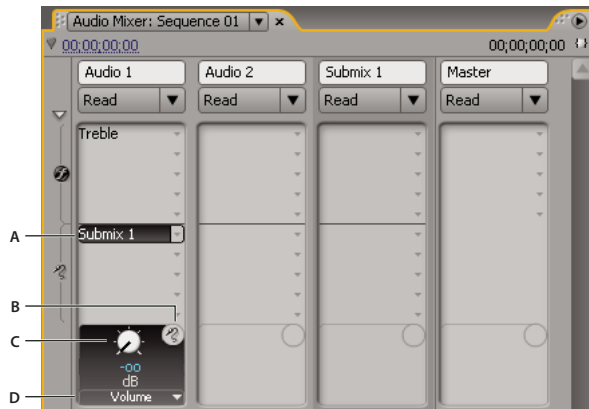 Audio Mixer: Sequence 01
00;00;00;00 00;00;00;00
Audio 1 Audio 2 Submix 1 Master
Read Read Read Read
Treble
A Submix 1
B
C
-oo
dB
D Volume